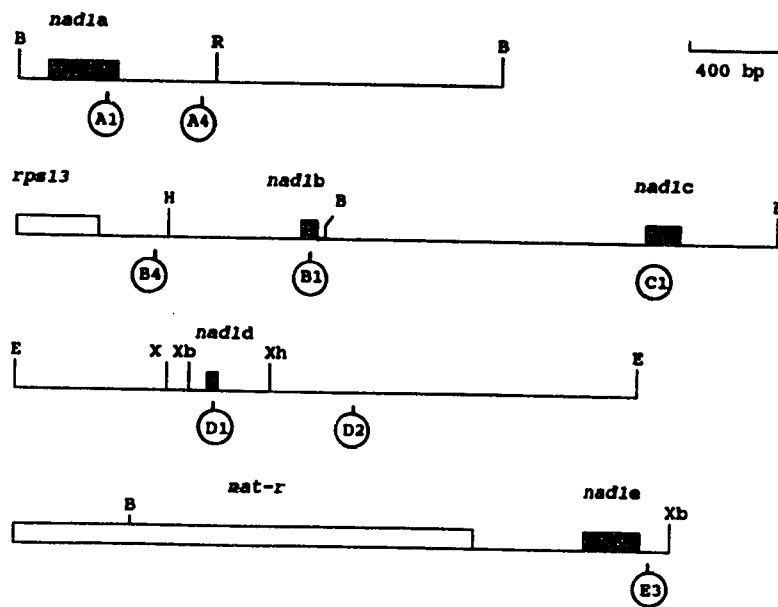 nad1a
B R B
400 bp
A1 A4
rps13 nad1b nad1c
H B
B4 B1 C1
nad1d
E X Xb Xh E
D1 D2
mat-r nad1e
B Xb
E3